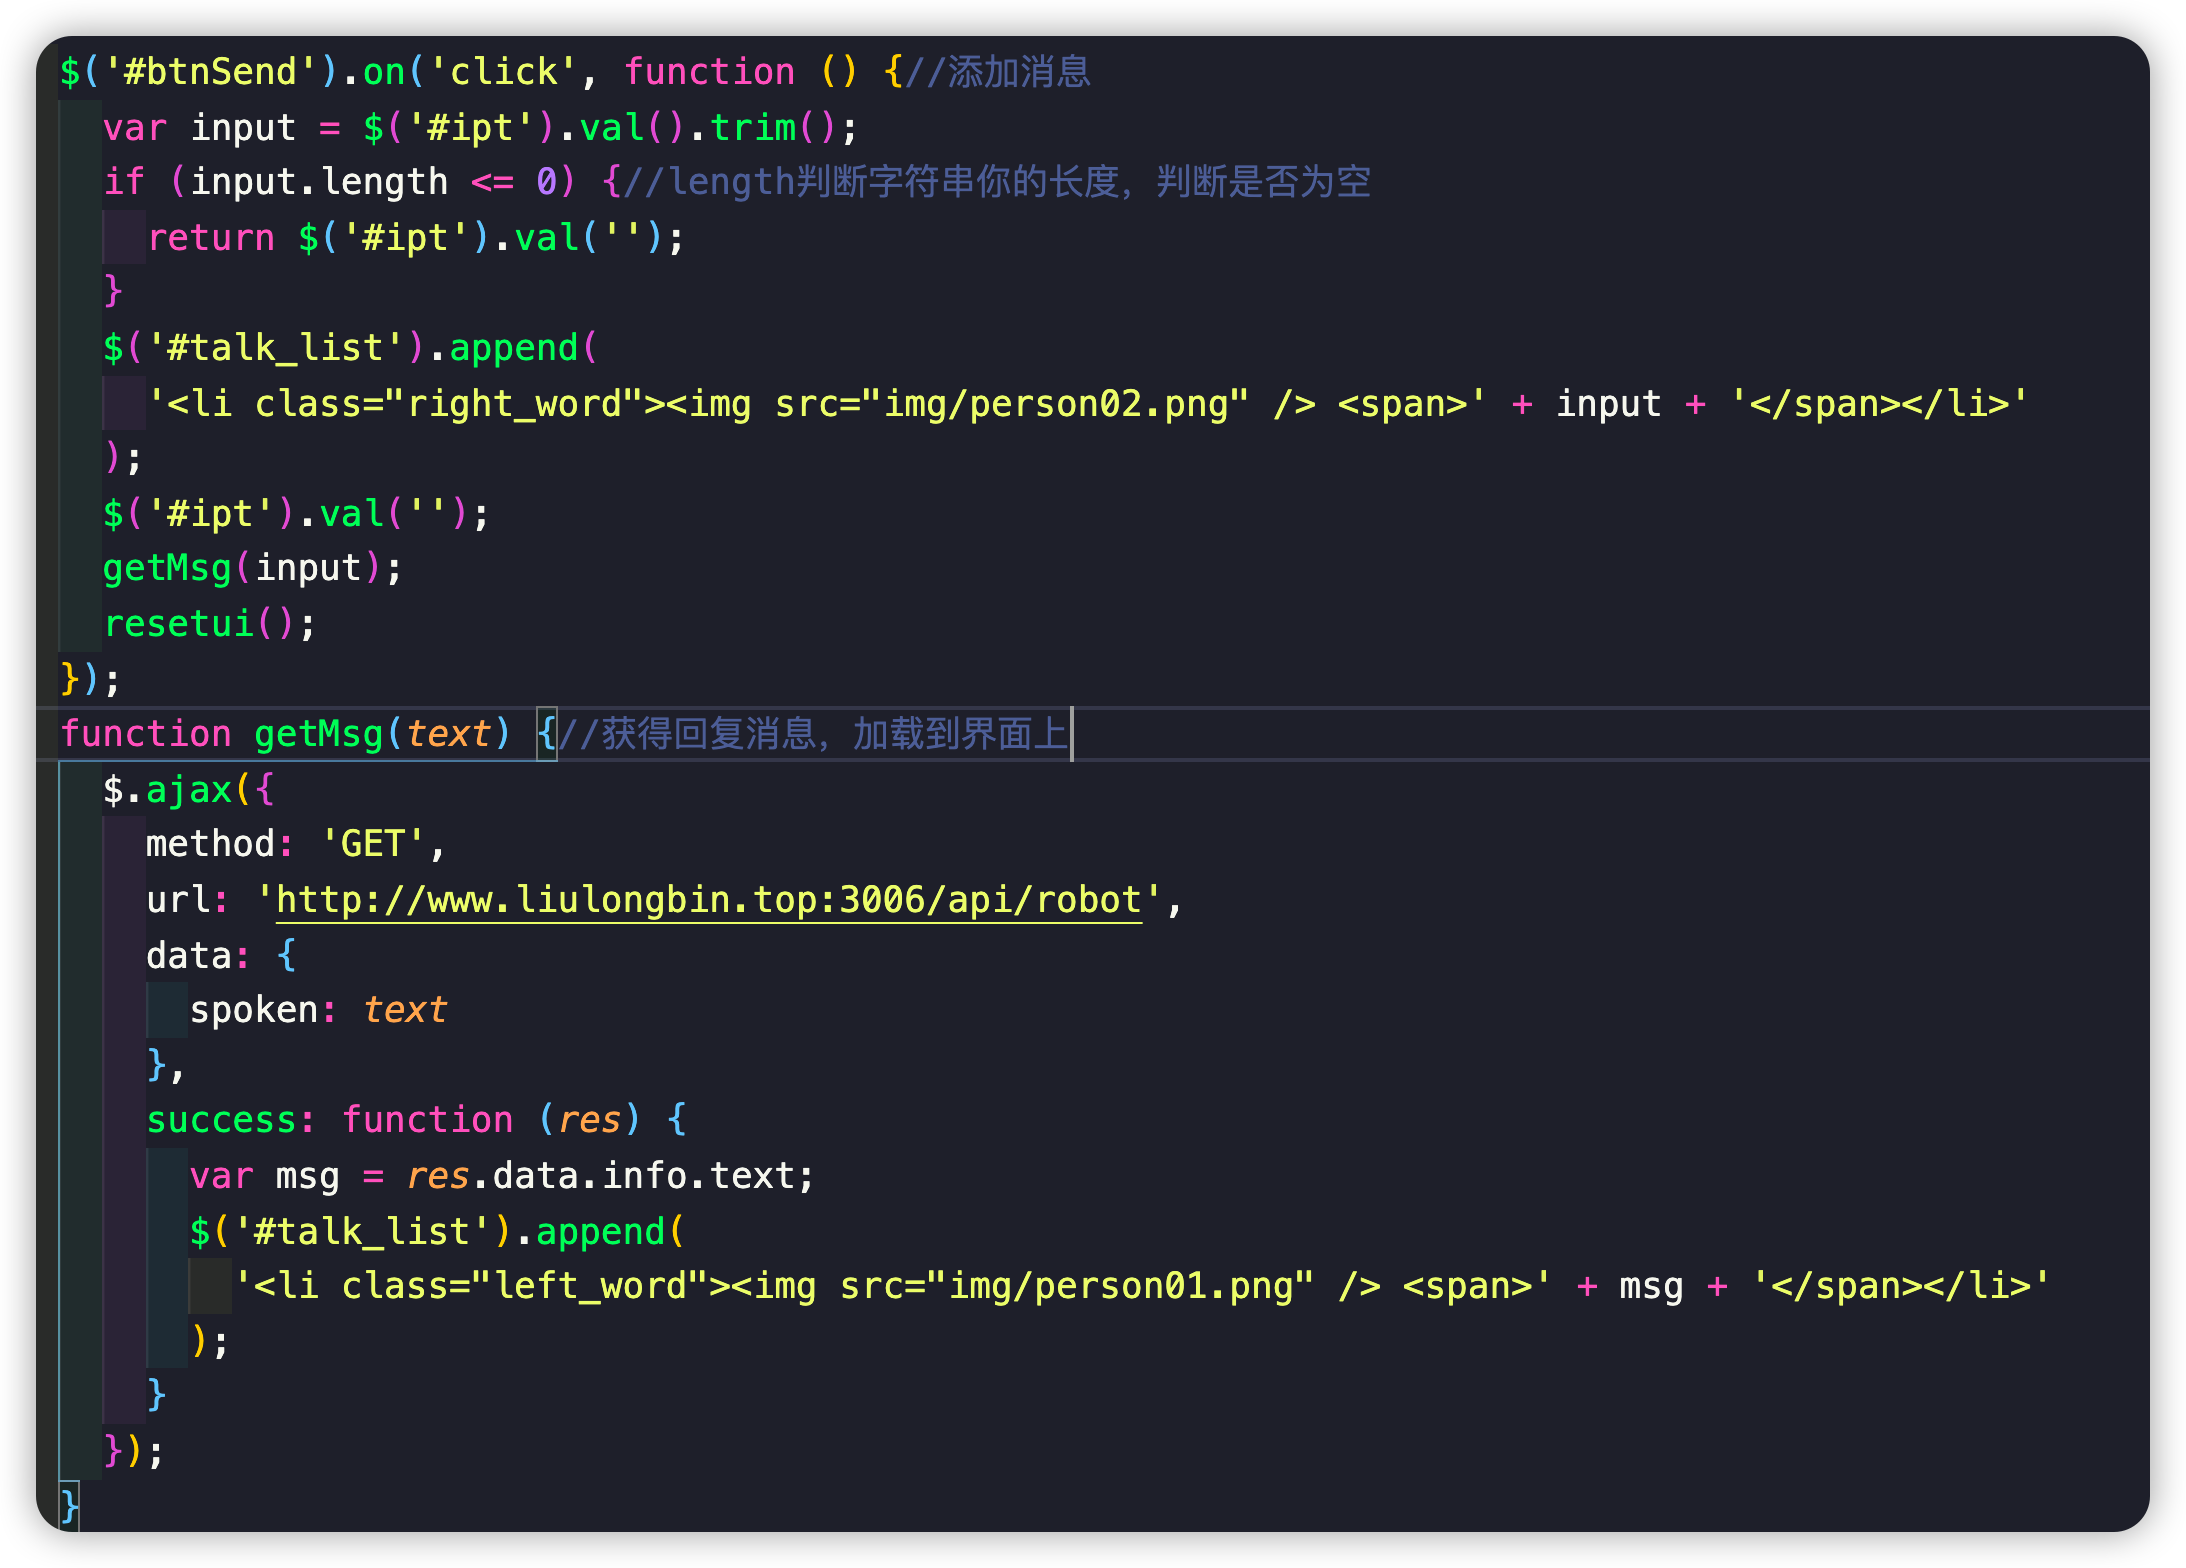 $('#btnSend').on('click', function () {//添加消息
var input = $('#ipt').val().trim();
if (input.length <= 0) {//length判断字符串你的长度，判断是否为空
return $('#ipt').val('');
}
$('#talk_list').append(
'<li class="right_word"><img src="img/person02.png" /> <span>' + input + '</span></li>'
);
$('#ipt').val('');
getMsg(input);
resetui();
});
function getMsg(text) {//获得回复消息，加载到界面上
$.ajax({
method: 'GET',
url: 'http://www.liulongbin.top:3006/api/robot',
data: {
spoken: text
},
success: function (res) {
var msg = res.data.info.text;
$('#talk_list').append(
'<li class="left_word"><img src="img/person01.png" /> <span>' + msg + '</span></li>'
);
}
});
}